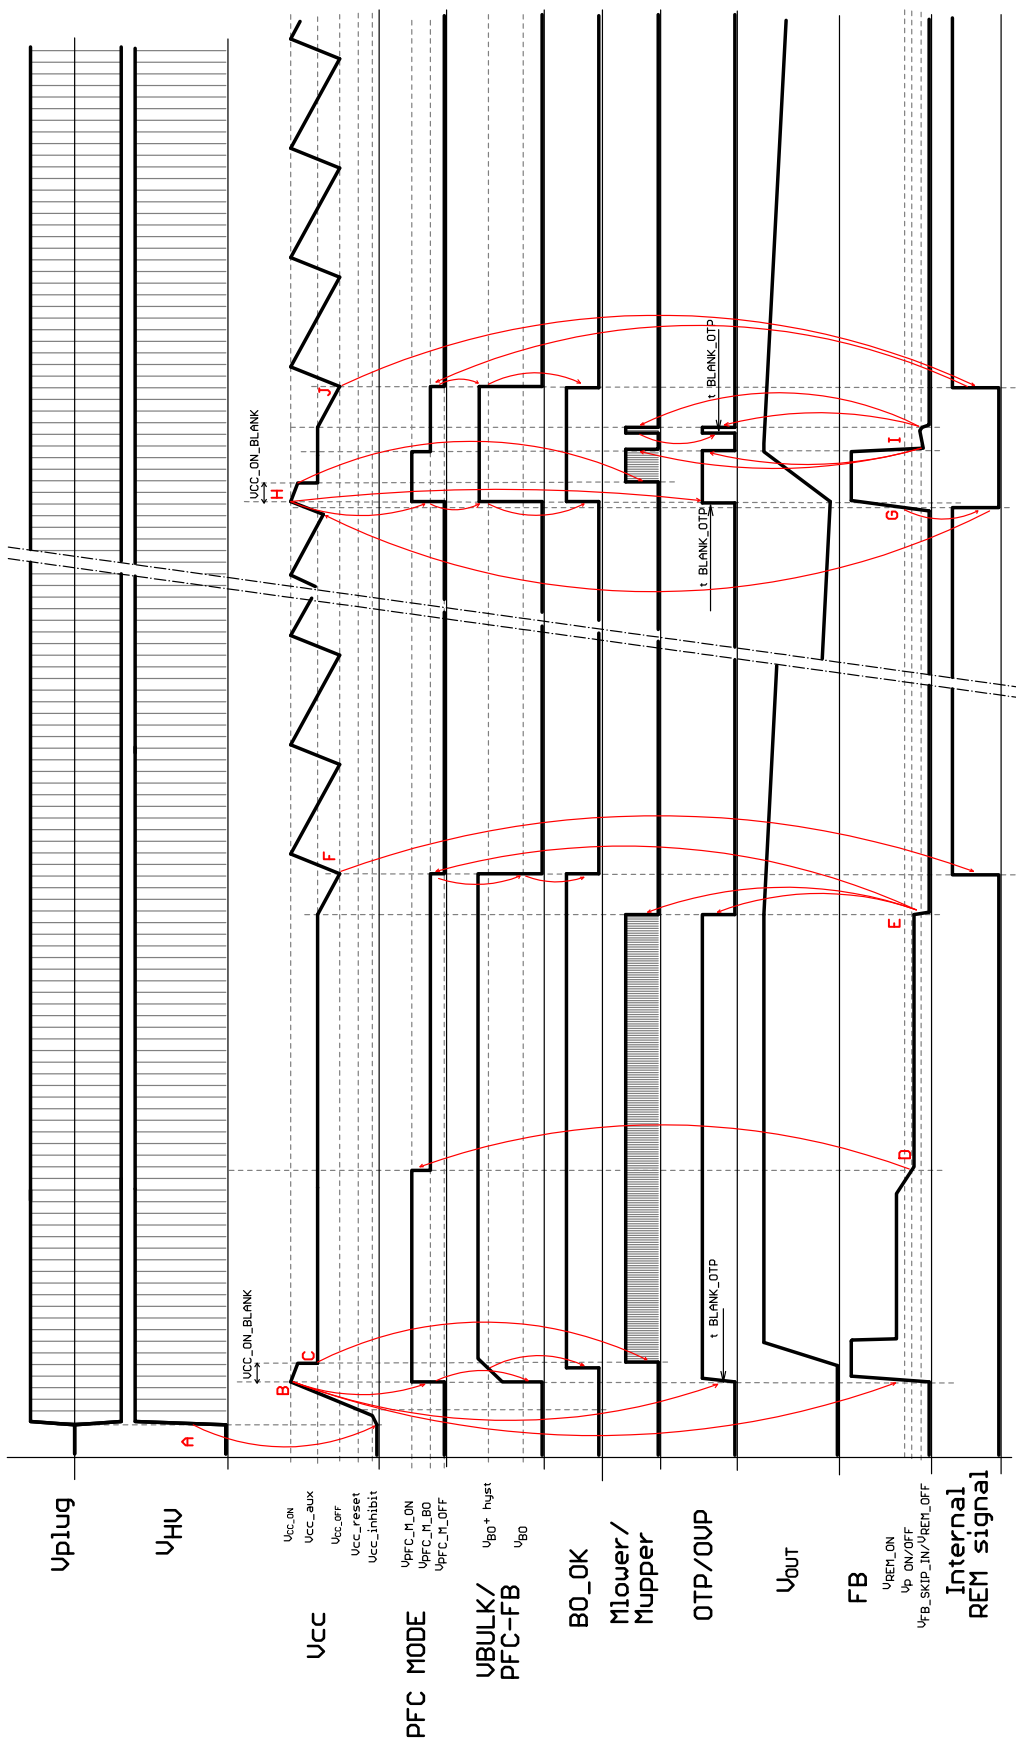 Vplug
VHV
VCC_ON
Vcc_aux
VCC_OFF
Vcc_reset
Vcc_inhibit
Vcc
VPFC_M_ON
VPFC_M_BO
VPFC_M_OFF
PFC MODE
VBO+ hyst
VBO
VBULK/
PFC-FB
BO_OK
Mlower/
Mupper
OTP/OVP
VOUT
FB
VREM_ON
VP ON/OFF
VFB_SKIP_IN/VREM_OFF
Internal
REM signal
A
B
C
VCC_ON_BLANK
t BLANK_OTP
D
E
F
G
H
VCC_ON_BLANK
t BLANK_OTP
I
J
t BLANK_OTP